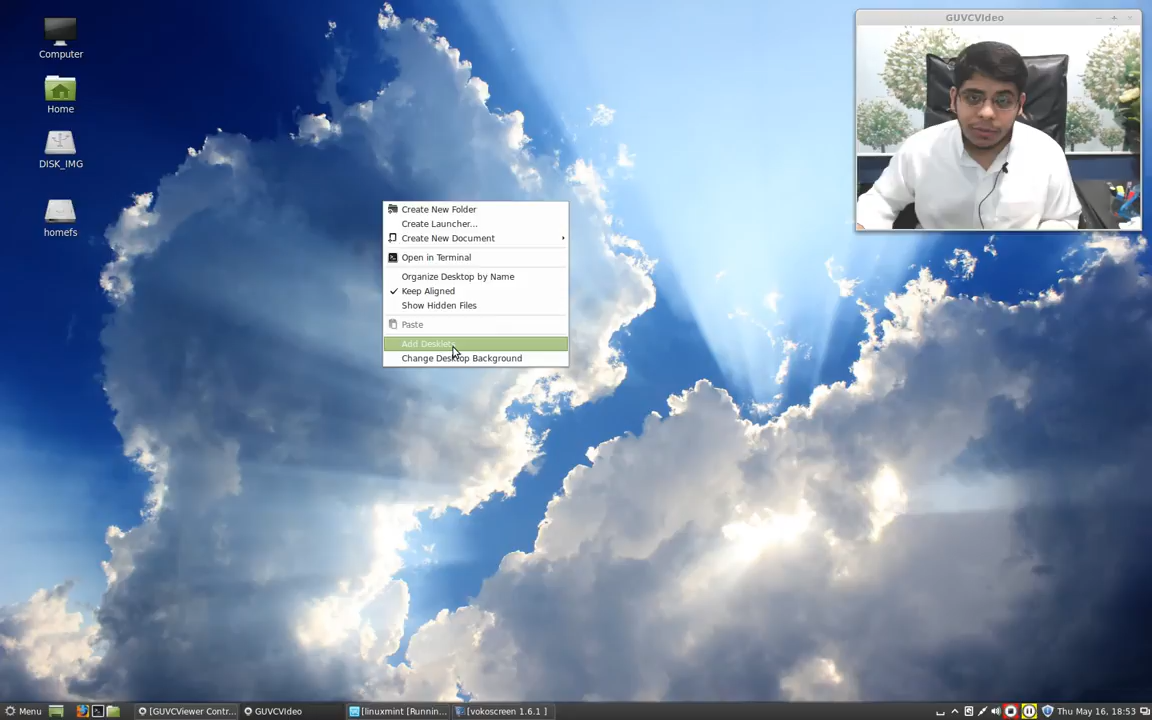 Computer
Home
DISK_IMG
homefs
GUVCVIdeo
Create New Folder
Create Launcher...
Create New Document
Open in Terminal
Organize Desktop by Name
Keep Aligned
Show Hidden Files
Paste
Add Desklets
Change Desktop Background
Menu
[GUVCViewer Contr...
GUVCVIdeo
[linuxmint [Runnin...
[vokoscreen 1.6.1 ]
Thu May 16, 18:53